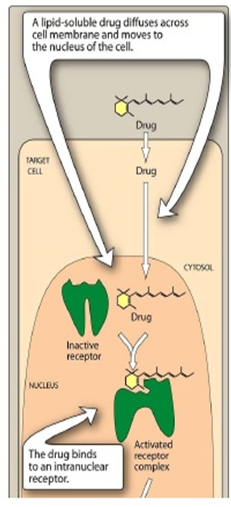 A lipid-soluble drug diffuses across
cell membrane and moves to
the nucleus of the cell.
Drug
TARGET
CELL
Drug
CYTOSOL
Drug
Inactive
receptor
NUCLEUS
Activated
receptor
complex
The drug binds
to an intranuclear
receptor.